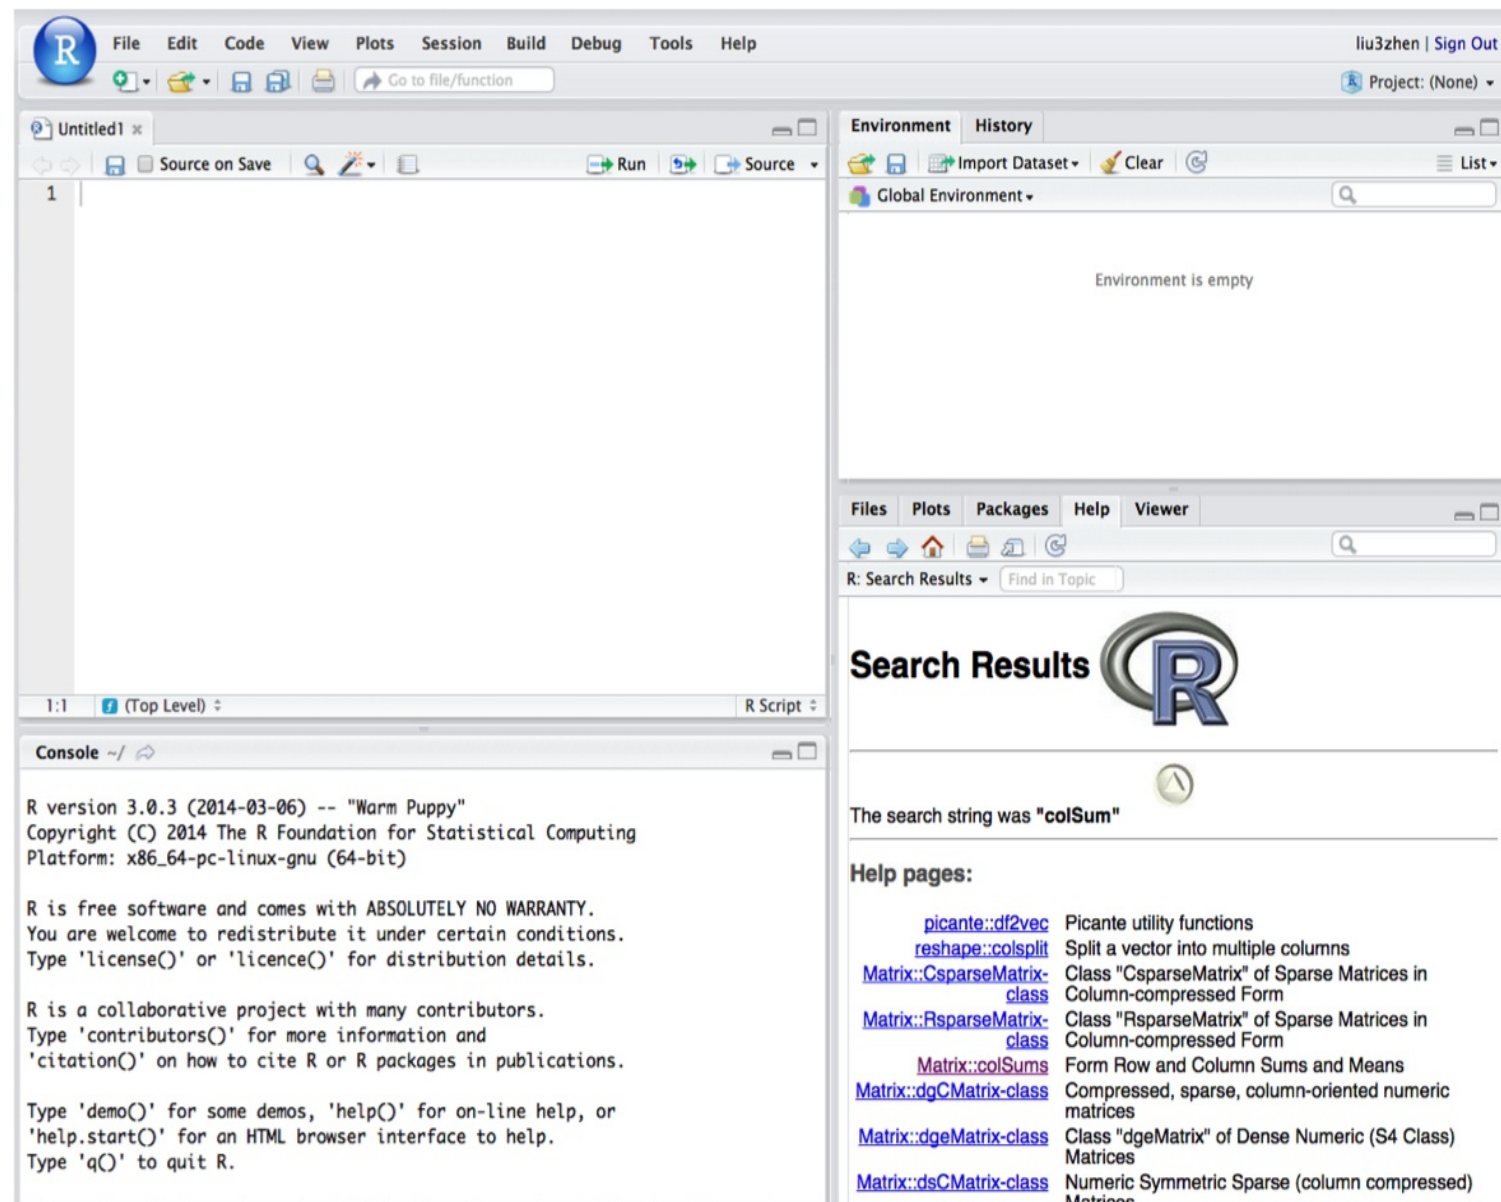 File Edit Code View Plots Session Build Debug Tools Help
liu3zhen | Sign Out
Go to file/function
Project: (None)
Untitled1
Source on Save
Run
Source
1
1:1
(Top Level)
R Script
Console ~/
R version 3.0.3 (2014-03-06) -- "Warm Puppy"
Copyright (C) 2014 The R Foundation for Statistical Computing
Platform: x86_64-pc-linux-gnu (64-bit)
R is free software and comes with ABSOLUTELY NO WARRANTY.
You are welcome to redistribute it under certain conditions.
Type 'license()' or 'licence()' for distribution details.
R is a collaborative project with many contributors.
Type 'contributors()' for more information and
'citation()' on how to cite R or R packages in publications.
Type 'demo()' for some demos, 'help()' for on-line help, or
'help.start()' for an HTML browser interface to help.
Type 'q()' to quit R.
Environment History
Import Dataset
Clear
List
Global Environment
Environment is empty
Files Plots Packages Help Viewer
R: Search Results
Find in Topic
Search Results R
The search string was "colSum"
Help pages:
picante::df2vec Picante utility functions
reshape::colsplit Split a vector into multiple columns
Matrix::CsparseMatrix- Class "CsparseMatrix" of Sparse Matrices in
class Column-compressed Form
Matrix::RsparseMatrix- Class "RsparseMatrix" of Sparse Matrices in
class Column-compressed Form
Matrix::colSums Form Row and Column Sums and Means
Matrix::dgCMatrix-class Compressed, sparse, column-oriented numeric
matrices
Matrix::dgeMatrix-class Class "dgeMatrix" of Dense Numeric (S4 Class)
Matrices
Matrix::dsCMatrix-class Numeric Symmetric Sparse (column compressed)